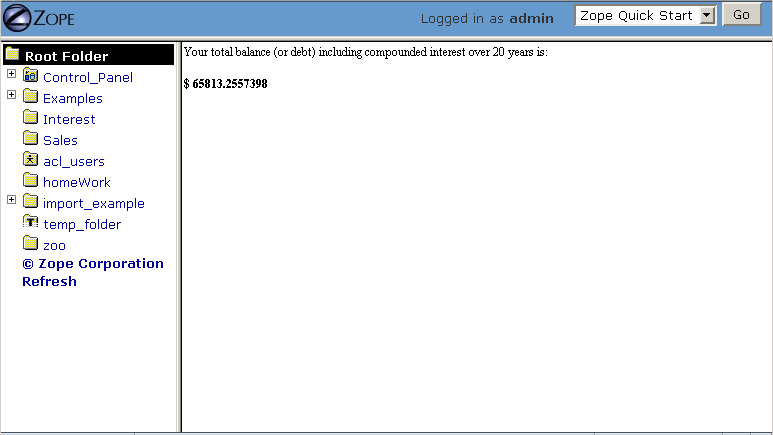 ZOPE
Logged in as admin
Zope Quick Start
Go
Root Folder
Control_Panel
Examples
Interest
Sales
acl_users
homeWork
import_example
temp_folder
zoo
© Zope Corporation
Refresh
Your total balance (or debt) including compounded interest over 20 years is:
$ 65813.2557398